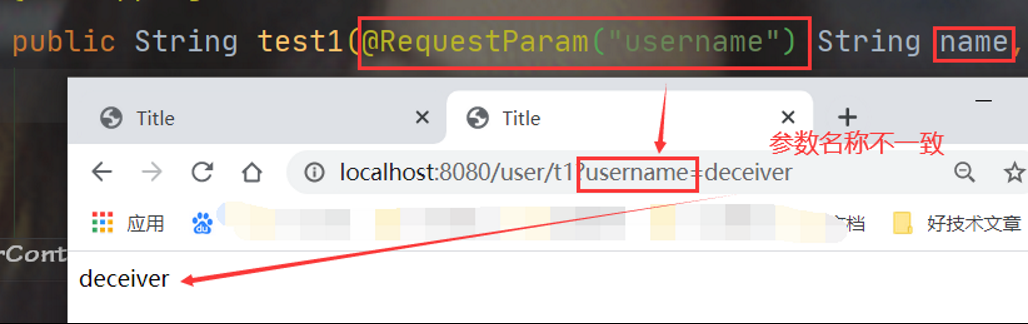 public String test1(@RequestParam("username") String name,
Title
Title
参数名称不一致
localhost:8080/user/t1?username=deceiver
应用
文档
好技术文章
rCont
deceiver